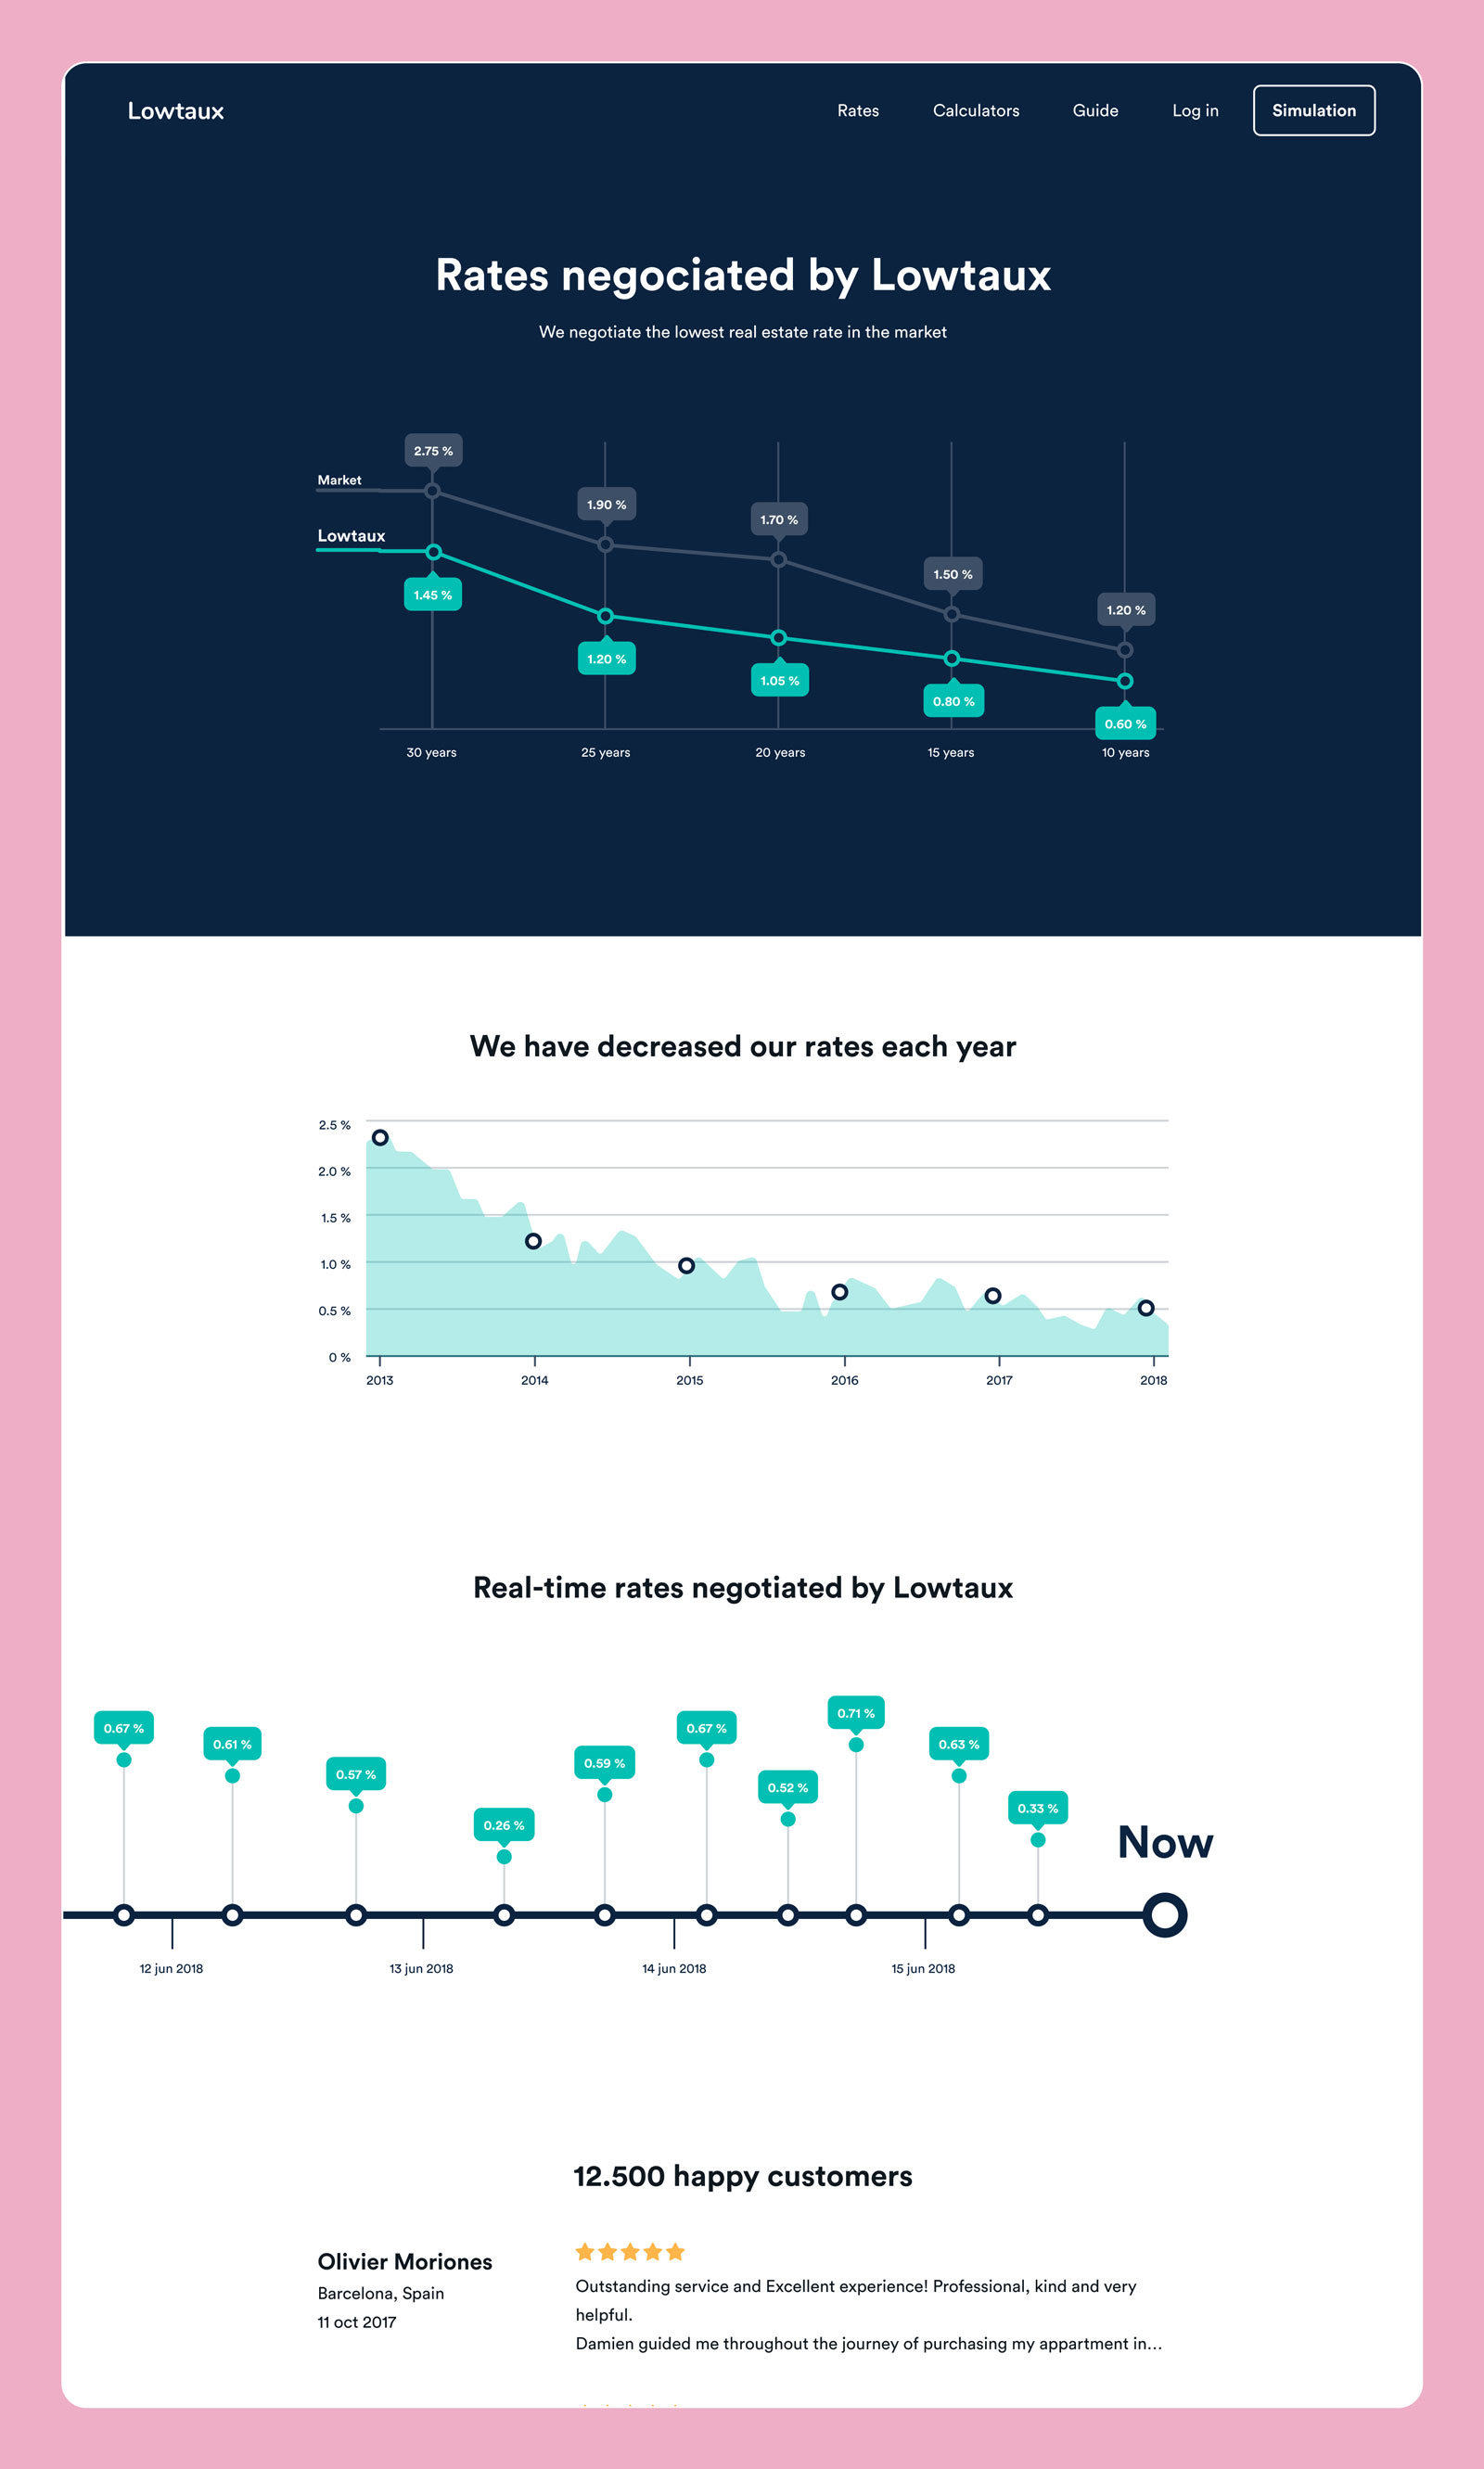 Lowtaux
Rates
Calculators
Guide
Log in
Simulation
Rates negociated by Lowtaux
We negotiate the lowest real estate rate in the market
2.75 %
Market
1.90 %
1.70 %
Lowtaux
1.50 %
1.45 %
1.20 %
1.20 %
1.05 %
0.80 %
0.60 %
30 years
25 years
20 years
15 years
10 years
We have decreased our rates each year
2.5 %
2.0 %
1.5 %
1.0 %
0.5 %
0 %
2013
2014
2015
2016
2017
2018
Real-time rates negotiated by Lowtaux
0.67 %
0.61 %
0.57 %
0.26 %
0.59 %
0.67 %
0.52 %
0.71 %
0.63 %
0.33 %
Now
12 jun 2018
13 jun 2018
14 jun 2018
15 jun 2018
12.500 happy customers
Olivier Moriones
Barcelona, Spain
11 oct 2017
Outstanding service and Excellent experience! Professional, kind and very
helpful.
Damien guided me throughout the journey of purchasing my appartment in...